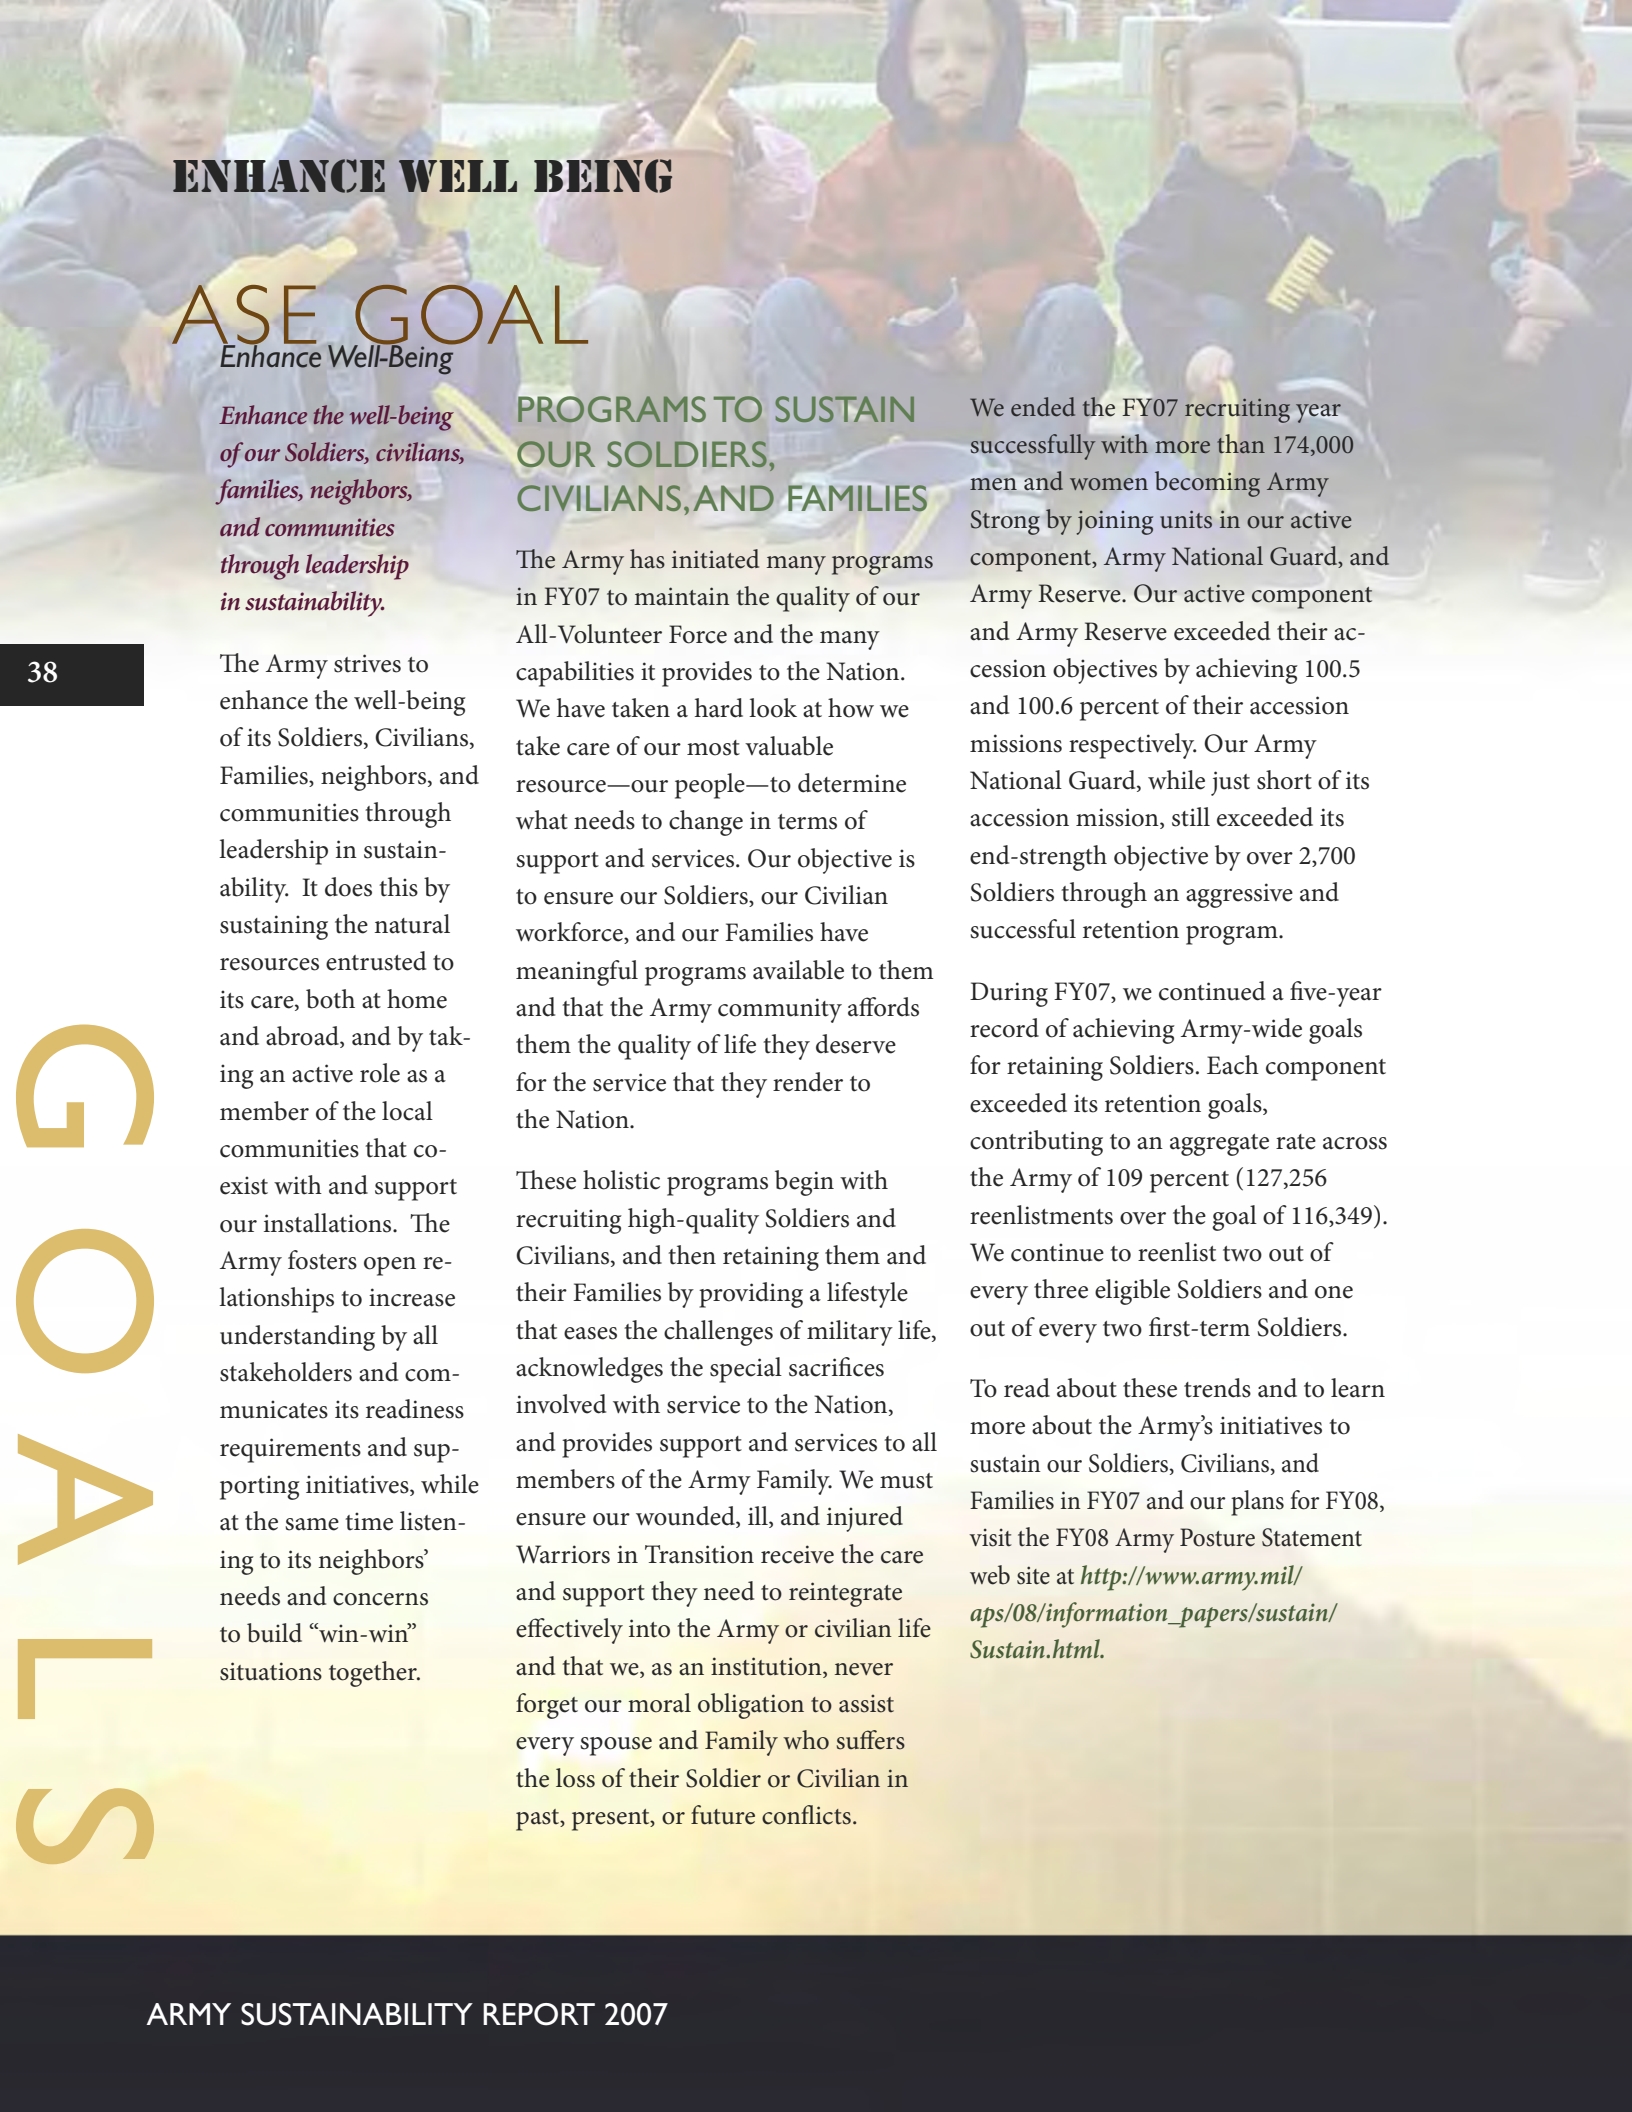 ENHANCE WELL BEING
ASE GOAL
Enhance Well-Being
Enhance the well-being
of our Soldiers, civilians,
families, neighbors,
and communities
through leadership
in sustainability.
38
The Army strives to
enhance the well-being
of its Soldiers, Civilians,
Families, neighbors, and
communities through
leadership in sustain-
ability.  It does this by
sustaining the natural
resources entrusted to
its care, both at home
and abroad, and by tak-
ing an active role as a
member of the local
communities that co-
exist with and support
our installations.  The
Army fosters open re-
lationships to increase
understanding by all
stakeholders and com-
municates its readiness
requirements and sup-
porting initiatives, while
at the same time listen-
ing to its neighbors’
needs and concerns
to build “win-win”
situations together.
PROGRAMS TO SUSTAIN
OUR SOLDIERS,
CIVILIANS, AND FAMILIES
The Army has initiated many programs
in FY07 to maintain the quality of our
All-Volunteer Force and the many
capabilities it provides to the Nation.
We have taken a hard look at how we
take care of our most valuable
resource—our people—to determine
what needs to change in terms of
support and services. Our objective is
to ensure our Soldiers, our Civilian
workforce, and our Families have
meaningful programs available to them
and that the Army community affords
them the quality of life they deserve
for the service that they render to
the Nation.
These holistic programs begin with
recruiting high-quality Soldiers and
Civilians, and then retaining them and
their Families by providing a lifestyle
that eases the challenges of military life,
acknowledges the special sacrifices
involved with service to the Nation,
and provides support and services to all
members of the Army Family. We must
ensure our wounded, ill, and injured
Warriors in Transition receive the care
and support they need to reintegrate
effectively into the Army or civilian life
and that we, as an institution, never
forget our moral obligation to assist
every spouse and Family who suffers
the loss of their Soldier or Civilian in
past, present, or future conflicts.
We ended the FY07 recruiting year
successfully with more than 174,000
men and women becoming Army
Strong by joining units in our active
component, Army National Guard, and
Army Reserve. Our active component
and Army Reserve exceeded their ac-
cession objectives by achieving 100.5
and 100.6 percent of their accession
missions respectively. Our Army
National Guard, while just short of its
accession mission, still exceeded its
end-strength objective by over 2,700
Soldiers through an aggressive and
successful retention program.
During FY07, we continued a five-year
record of achieving Army-wide goals
for retaining Soldiers. Each component
exceeded its retention goals,
contributing to an aggregate rate across
the Army of 109 percent (127,256
reenlistments over the goal of 116,349).
We continue to reenlist two out of
every three eligible Soldiers and one
out of every two first-term Soldiers.
To read about these trends and to learn
more about the Army’s initiatives to
sustain our Soldiers, Civilians, and
Families in FY07 and our plans for FY08,
visit the FY08 Army Posture Statement
web site at http://www.army.mil/
aps/08/information_papers/sustain/
Sustain.html.
GOALS
ARMY SUSTAINABILITY REPORT 2007